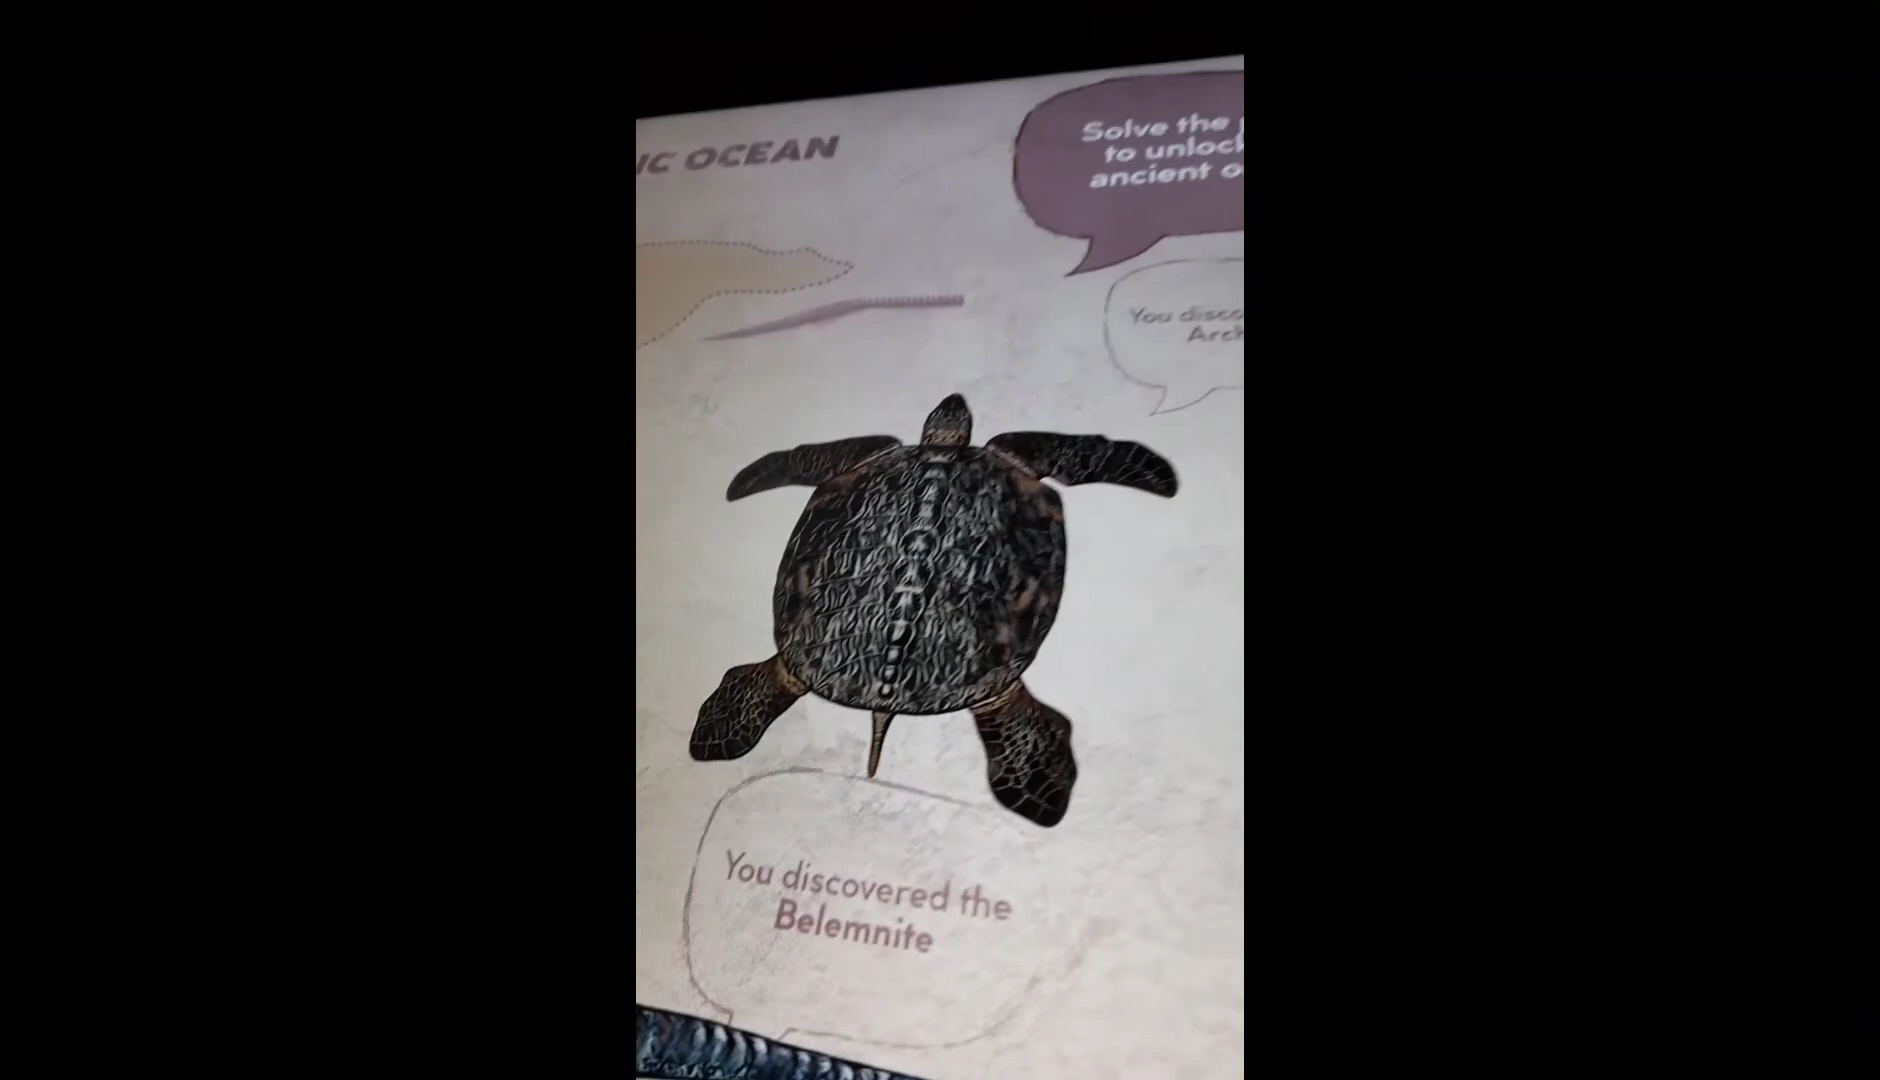 IC OCEAN
Solve the
to unlock
ancient
You disco
Arch
You discovered the
Belemnite